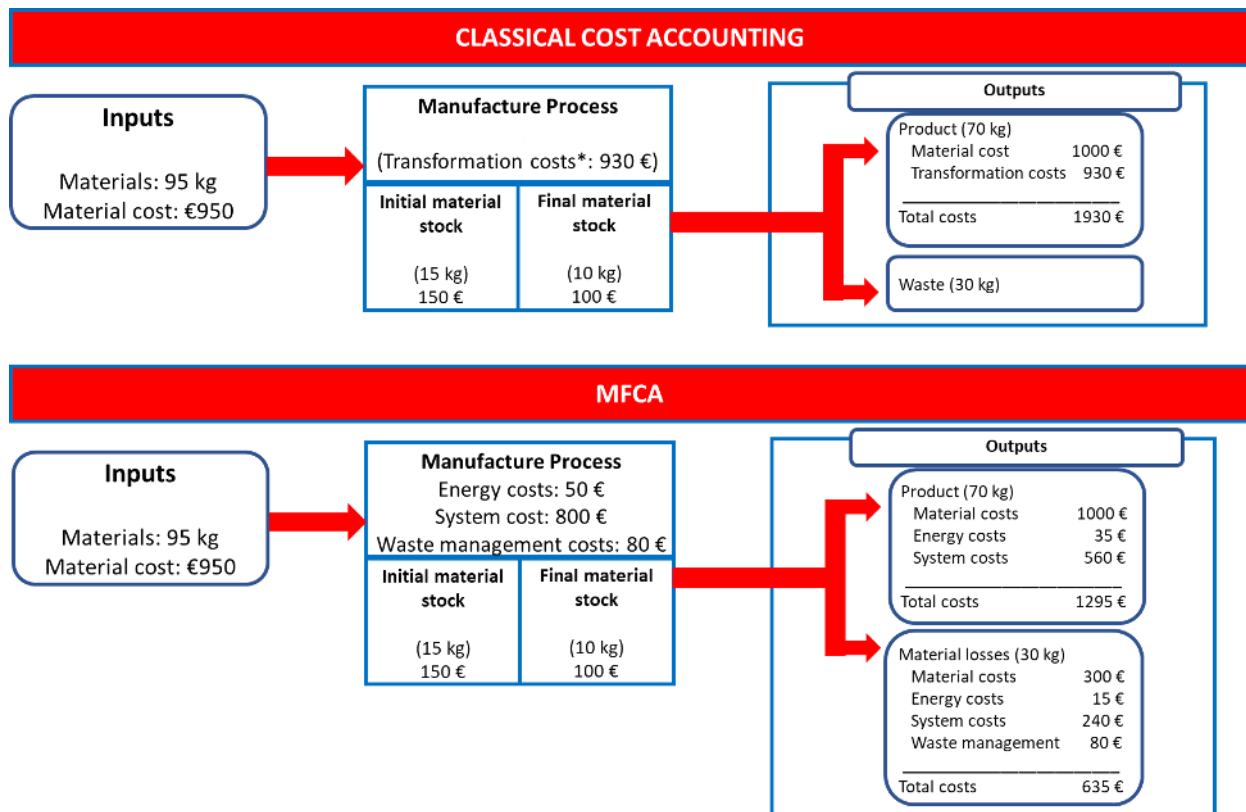 CLASSICAL COST ACCOUNTING
Inputs
Materials: 95 kg
Material cost: €950
Manufacture Process
(Transformation costs*: 930 €)
Initial material
stock
(15 kg)
150 €
Final material
stock
(10 kg)
100 €
Outputs
Product (70 kg)
Material cost 1000 €
Transformation costs 930 €
Total costs 1930 €
Waste (30 kg)
MFCA
Inputs
Materials: 95 kg
Material cost: €950
Manufacture Process
Energy costs: 50 €
System cost: 800 €
Waste management costs: 80 €
Initial material
stock
(15 kg)
150 €
Final material
stock
(10 kg)
100 €
Outputs
Product (70 kg)
Material costs 1000 €
Energy costs 35 €
System costs 560 €
Total costs 1295 €
Material losses (30 kg)
Material costs 300 €
Energy costs 15 €
System costs 240 €
Waste management 80 €
Total costs 635 €